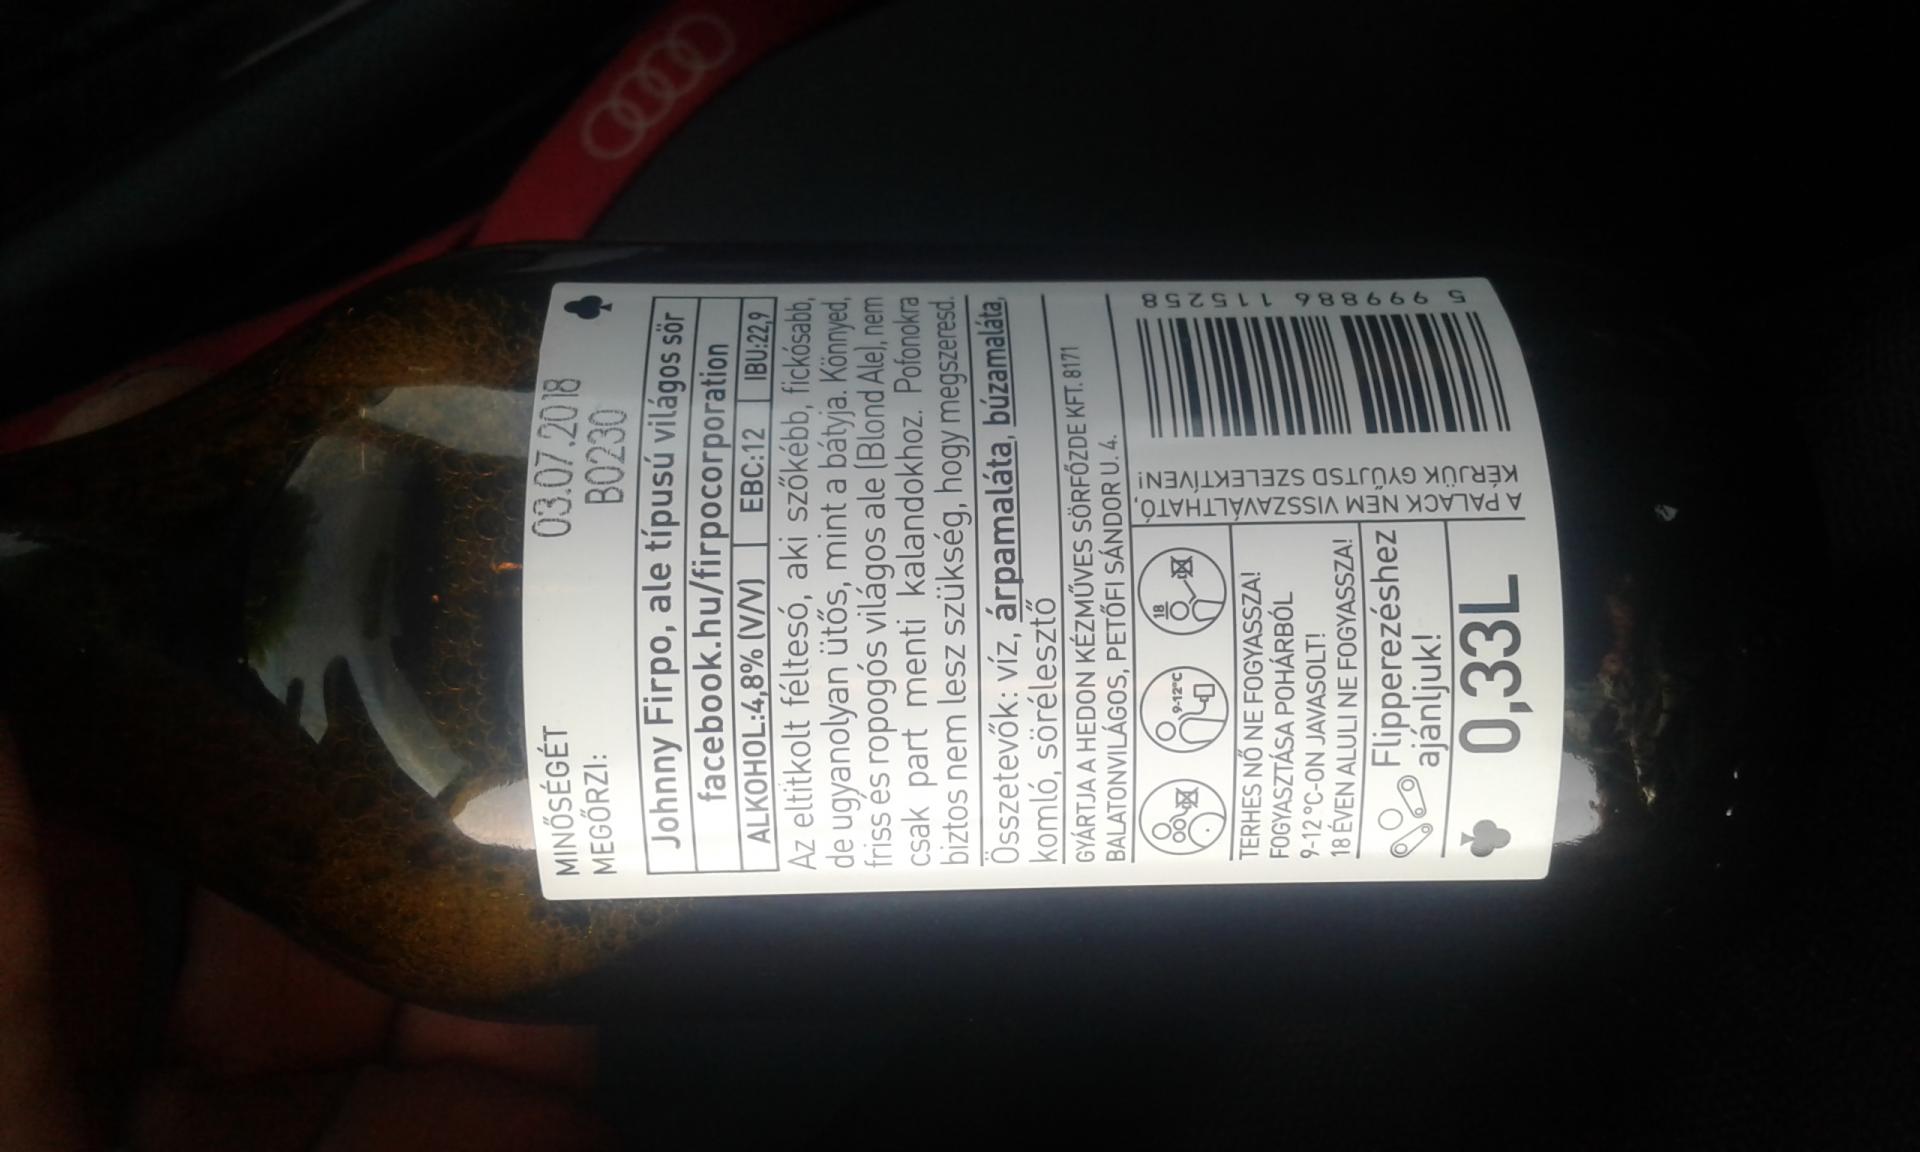 MINŐSÉGÉT
MEGŐRZI:
03.07.2018
B0230
Johnny Firpo, ale típusú világos sör
facebook.hu/firpocorporation
ALKOHOL:4,8% (V/V) EBC:12 IBU:22,9
Az eltitkolt féltesó, aki szőkébb, fickósabb,
de ugyanolyan ütős, mint a bátyja. Könnyed,
friss és ropogós világos ale (Blond Ale), nem
csak part menti kalandokhoz. Pofonokra
biztos nem lesz szükség, hogy megszeresd.
Összetevők: víz, árpamaláta, búzamaláta,
komló, sörélesztő
GYÁRTJA A HEDON KÉZMŰVES SÖRFŐZDE KFT. 8171
BALATONVILÁGOS, PETŐFI SÁNDOR U. 4.
9-12°C
18
TERHES NŐ NE FOGYASSZA!
FOGYASZTÁSA POHÁRBÓL
9-12 °C-ON JAVASOLT!
18 ÉVEN ALULI NE FOGYASSZA!
Flipperezéshez
ajánljuk!
0,33L
A PALACK NEM VISSZAVÁLTHATÓ,
KÉRJÜK GYŰJTSD SZELEKTÍVEN!
5 999886 115258